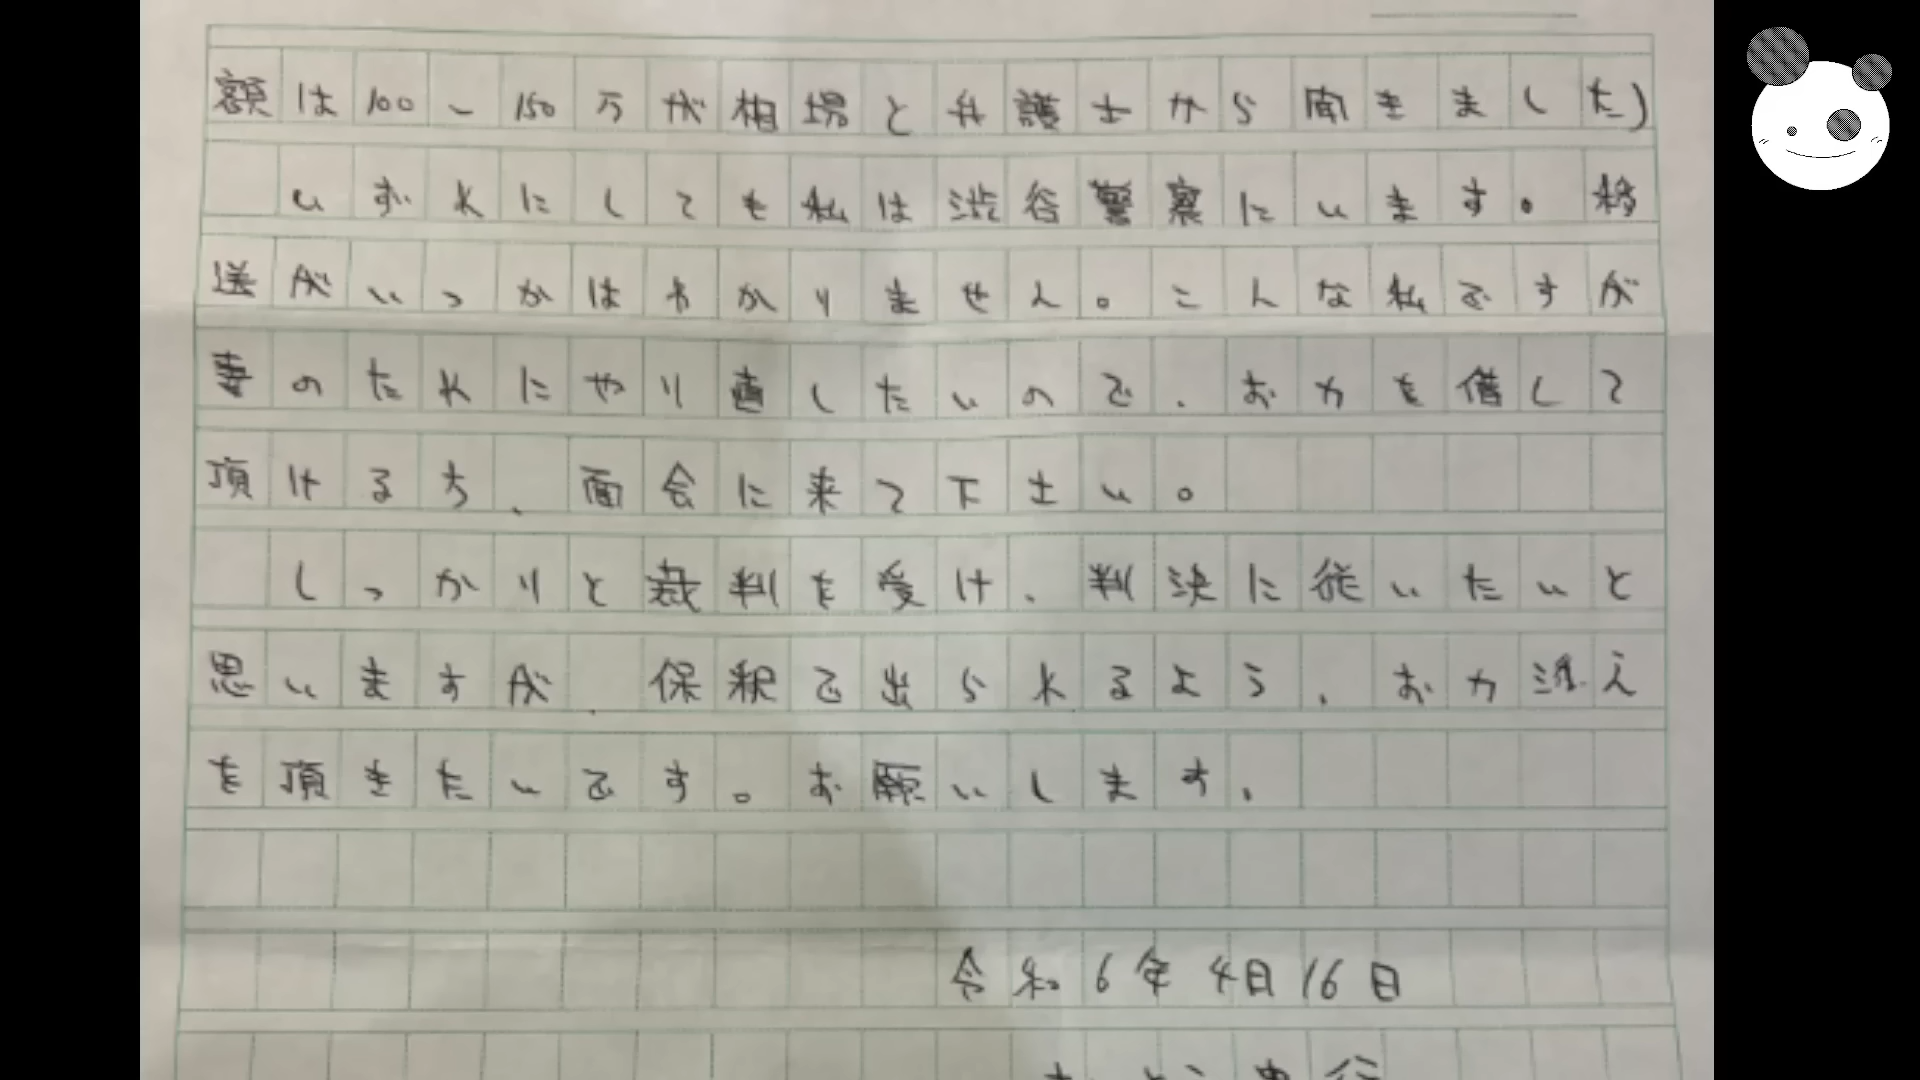 額は100~150万が相場と弁護士から聞きました)
いずれにしても私は渋谷警察にいます。移
送がいつかはわかりません。こんな私ですが
妻のたれにやり直したいので、お力を借して
頂けるち、面会に来て下士い。
しっかりと裁判を受け、判決に従いたいと
思いますが、保釈で出られるよう、お力添え
を頂きたいです。お願いします。
令和6年4月16日